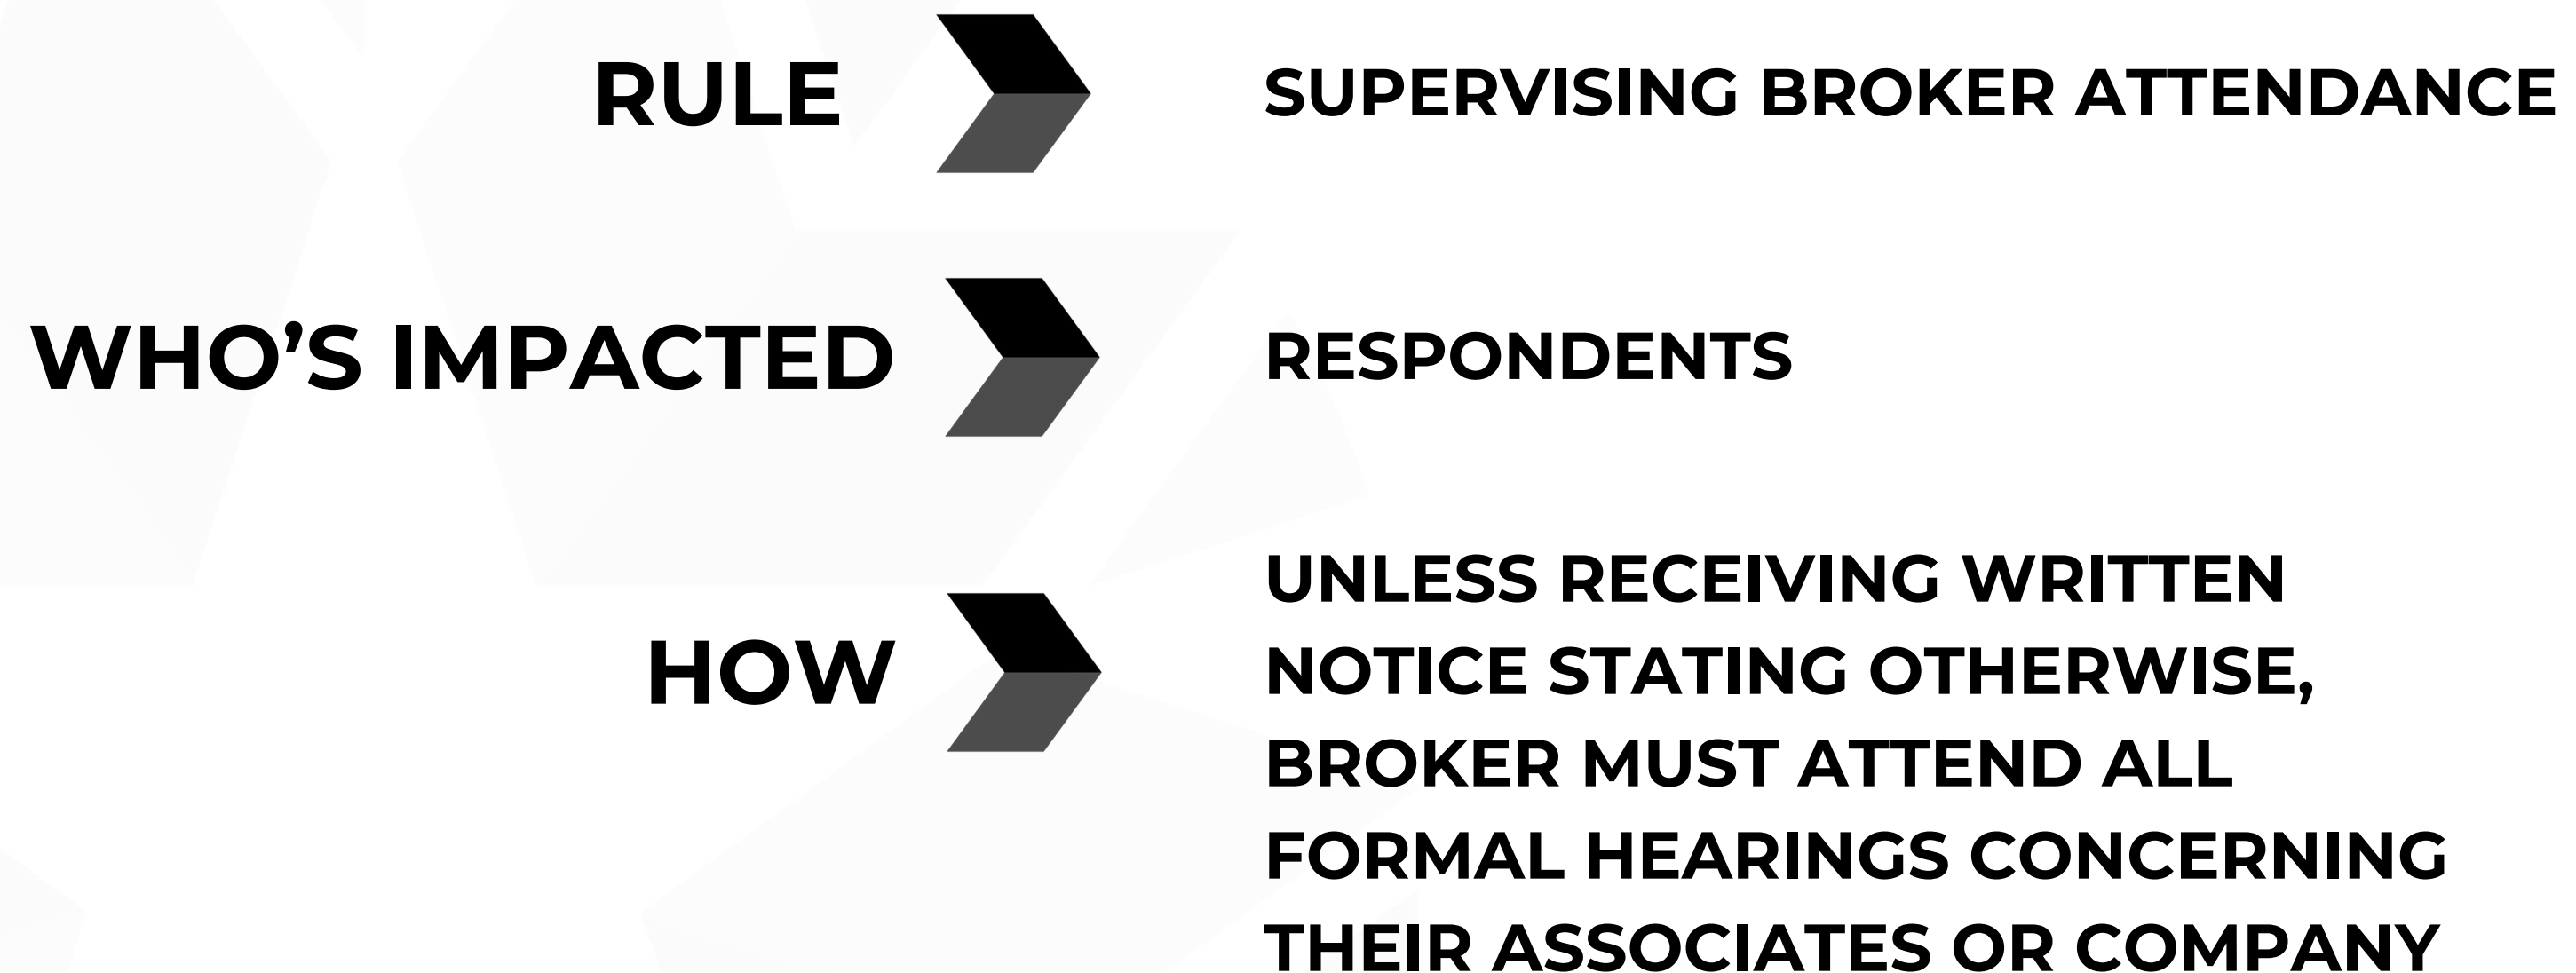 RULE
SUPERVISING BROKER ATTENDANCE
WHO’S IMPACTED
RESPONDENTS
HOW
UNLESS RECEIVING WRITTEN
NOTICE STATING OTHERWISE,
BROKER MUST ATTEND ALL
FORMAL HEARINGS CONCERNING
THEIR ASSOCIATES OR COMPANY